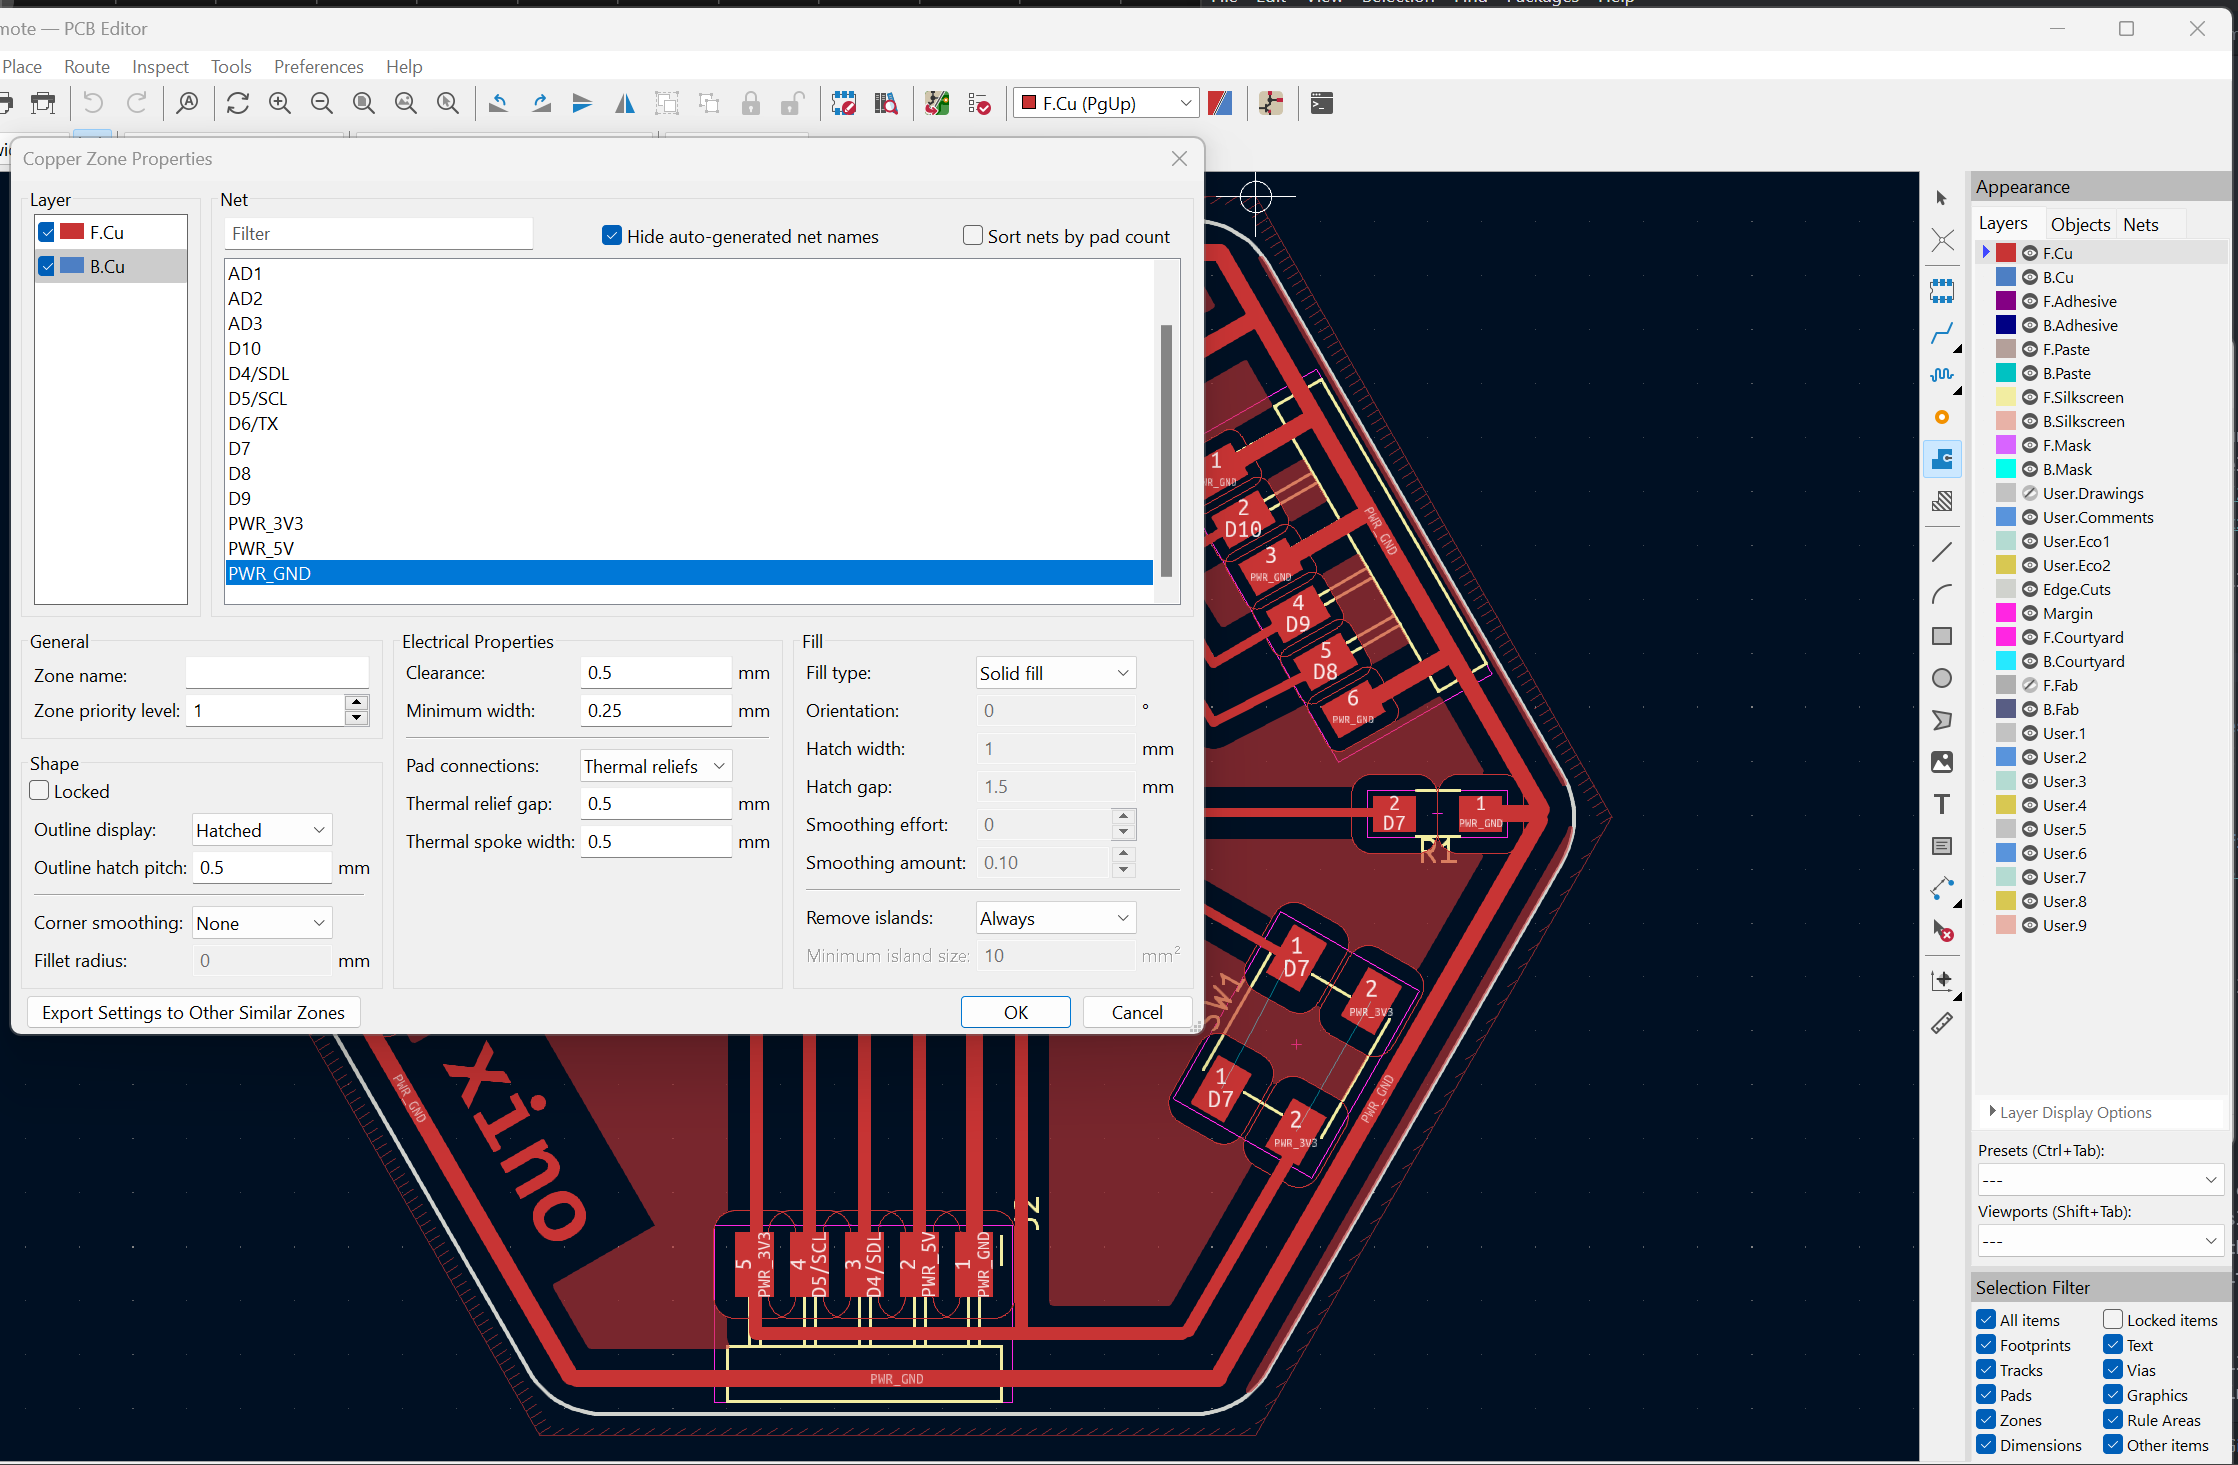 File Edit View Selection Find Packages Help
mote — PCB Editor
Place Route Inspect Tools Preferences Help
F.Cu (PgUp)
Copper Zone Properties
Layer
F.Cu
B.Cu
Net
Filter
Hide auto-generated net names
Sort nets by pad count
AD1
AD2
AD3
D10
D4/SDL
D5/SCL
D6/TX
D7
D8
D9
PWR_3V3
PWR_5V
PWR_GND
General
Zone name:
Zone priority level: 1
Shape
Locked
Outline display: Hatched
Outline hatch pitch: 0.5 mm
Corner smoothing: None
Fillet radius: 0 mm
Electrical Properties
Clearance: 0.5 mm
Minimum width: 0.25 mm
Pad connections: Thermal reliefs
Thermal relief gap: 0.5 mm
Thermal spoke width: 0.5 mm
Fill
Fill type: Solid fill
Orientation: 0 °
Hatch width: 1 mm
Hatch gap: 1.5 mm
Smoothing effort: 0
Smoothing amount: 0.10
Remove islands: Always
Minimum island size: 10 mm²
Export Settings to Other Similar Zones
OK
Cancel
1
2
D10
3
PWR_GND
4
D9
5
D8
6
PWR_GND
PWR_GND
2
D7
1
PWR_GND
R1
SW1
1
D7
2
PWR_3V3
1
D7
2
PWR_3V3
PWR_GND
PWR_GND
xino
J2
5
PWR_3V3
4
D5/SCL
3
D4/SDL
2
PWR_5V
1
PWR_GND
PWR_GND
Appearance
Layers Objects Nets
F.Cu
B.Cu
F.Adhesive
B.Adhesive
F.Paste
B.Paste
F.Silkscreen
B.Silkscreen
F.Mask
B.Mask
User.Drawings
User.Comments
User.Eco1
User.Eco2
Edge.Cuts
Margin
F.Courtyard
B.Courtyard
F.Fab
B.Fab
User.1
User.2
User.3
User.4
User.5
User.6
User.7
User.8
User.9
Layer Display Options
Presets (Ctrl+Tab):
---
Viewports (Shift+Tab):
---
Selection Filter
All items Locked items
Footprints Text
Tracks Vias
Pads Graphics
Zones Rule Areas
Dimensions Other items